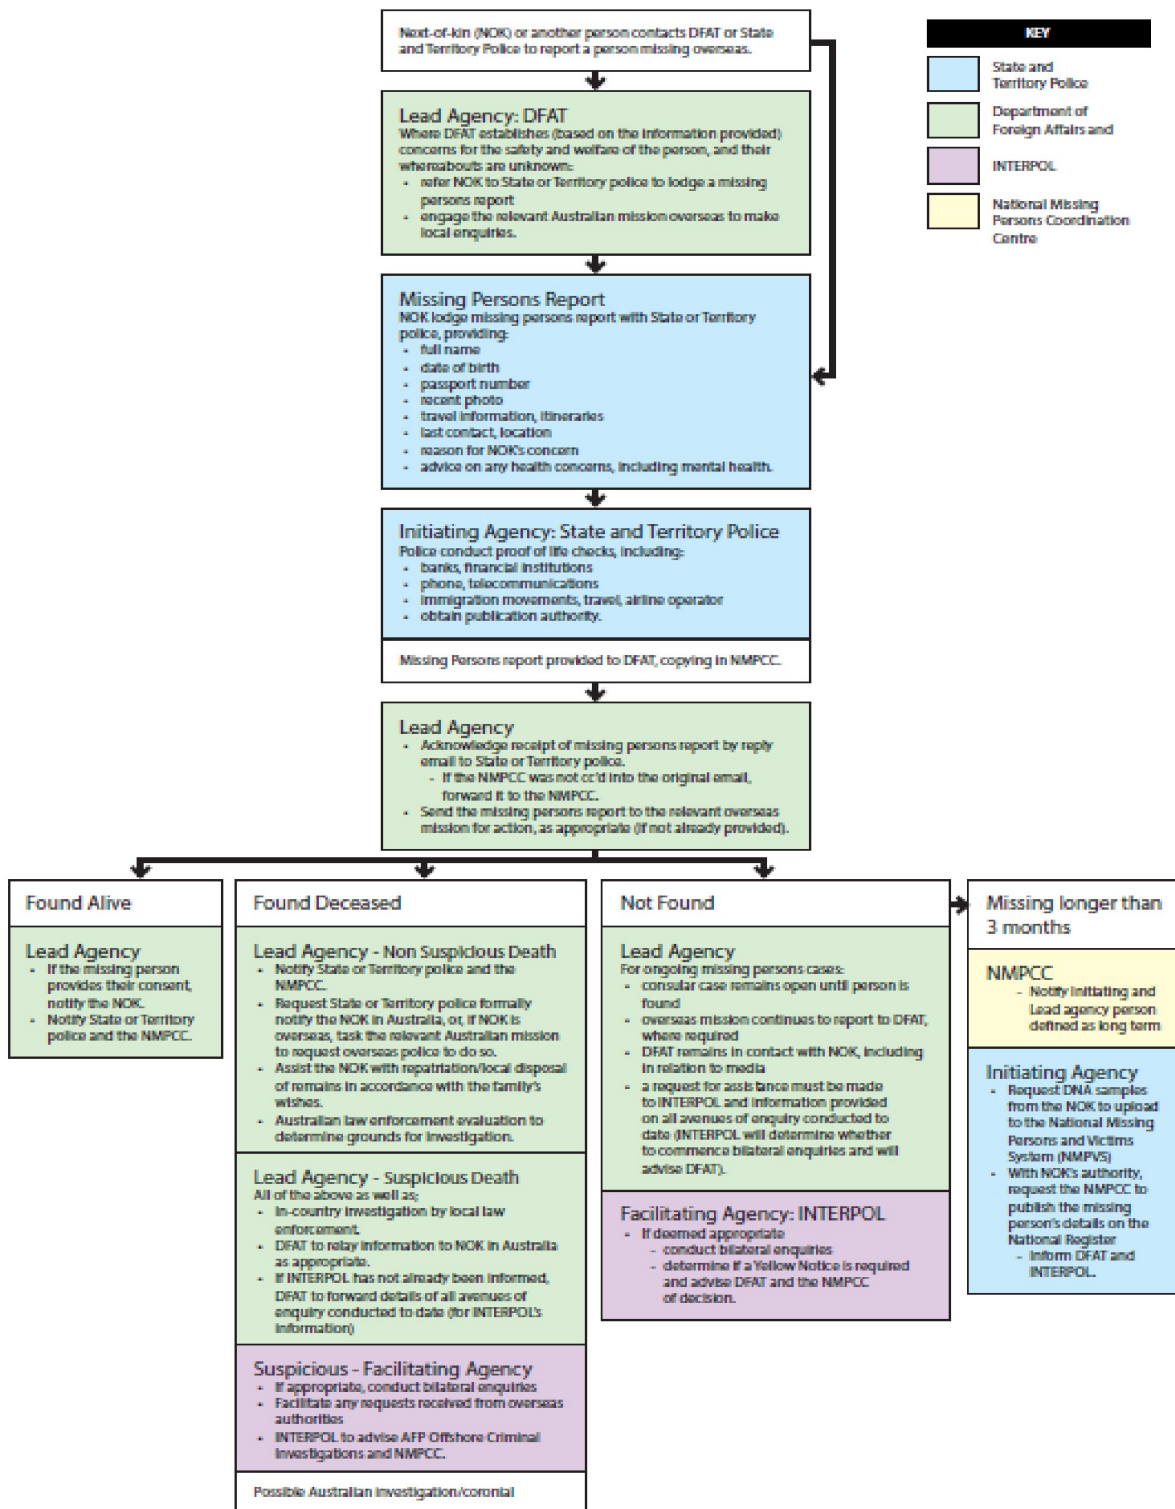 Next-of-kin (NOK) or another person contacts DFAT or State
and Territory Police to report a person missing overseas.
KEY
State and
Territory Police
Department of
Foreign Affairs and
INTERPOL
National Missing
Persons Coordination
Centre
Lead Agency: DFAT
Where DFAT establishes (based on the information provided)
concerns for the safety and welfare of the person, and their
whereabouts are unknown:
• refer NOK to State or Territory police to lodge a missing
persons report
• engage the relevant Australian mission overseas to make
local enquiries.
Missing Persons Report
NOK lodge missing persons report with State or Territory
police, providing:
• full name
• date of birth
• passport number
• recent photo
• travel information, itineraries
• last contact, location
• reason for NOK's concern
• advice on any health concerns, including mental health.
Initiating Agency: State and Territory Police
Police conduct proof of life checks, including:
• banks, financial institutions
• phone, telecommunications
• immigration movements, travel, airline operator
• obtain publication authority.
Missing Persons report provided to DFAT, copying in NMPCC.
Lead Agency
• Acknowledge receipt of missing persons report by reply
email to State or Territory police.
- If the NMPCC was not cc'd into the original email,
forward it to the NMPCC.
• Send the missing persons report to the relevant overseas
mission for action, as appropriate (if not already provided).
Found Alive
Lead Agency
• If the missing person
provides their consent,
notify the NOK.
• Notify State or Territory
police and the NMPCC.
Found Deceased
Lead Agency - Non Suspicious Death
• Notify State or Territory police and the
NMPCC.
• Request State or Territory police formally
notify the NOK in Australia, or, if NOK is
overseas, task the relevant Australian mission
to request overseas police to do so.
• Assist the NOK with repatriation/local disposal
of remains in accordance with the family's
wishes.
• Australian law enforcement evaluation to
determine grounds for investigation.
Lead Agency - Suspicious Death
All of the above as well as;
• In-country investigation by local law
enforcement.
• DFAT to relay information to NOK in Australia
as appropriate.
• If INTERPOL has not already been informed,
DFAT to forward details of all avenues of
enquiry conducted to date (for INTERPOL's
information)
Suspicious - Facilitating Agency
• If appropriate, conduct bilateral enquiries
• Facilitate any requests received from overseas
authorities
• INTERPOL to advise AFP Offshore Criminal
Investigations and NMPCC.
Possible Australian investigation/coronial
Not Found
Lead Agency
For ongoing missing persons cases:
• consular case remains open until person is
found
• overseas mission continues to report to DFAT,
where required
• DFAT remains in contact with NOK, including
in relation to media
• a request for assistance must be made
to INTERPOL and information provided
on all avenues of enquiry conducted to
date (INTERPOL will determine whether
to commence bilateral enquiries and will
advise DFAT).
Facilitating Agency: INTERPOL
• If deemed appropriate
- conduct bilateral enquiries
- determine if a Yellow Notice is required
and advise DFAT and the NMPCC
of decision.
Missing longer than
3 months
NMPCC
- Notify Initiating and
Lead agency person
defined as long term
Initiating Agency
• Request DNA samples
from the NOK to upload
to the National Missing
Persons and Victims
System (NMPVS)
• With NOK's authority,
request the NMPCC to
publish the missing
person's details on the
National Register
- Inform DFAT and
INTERPOL.